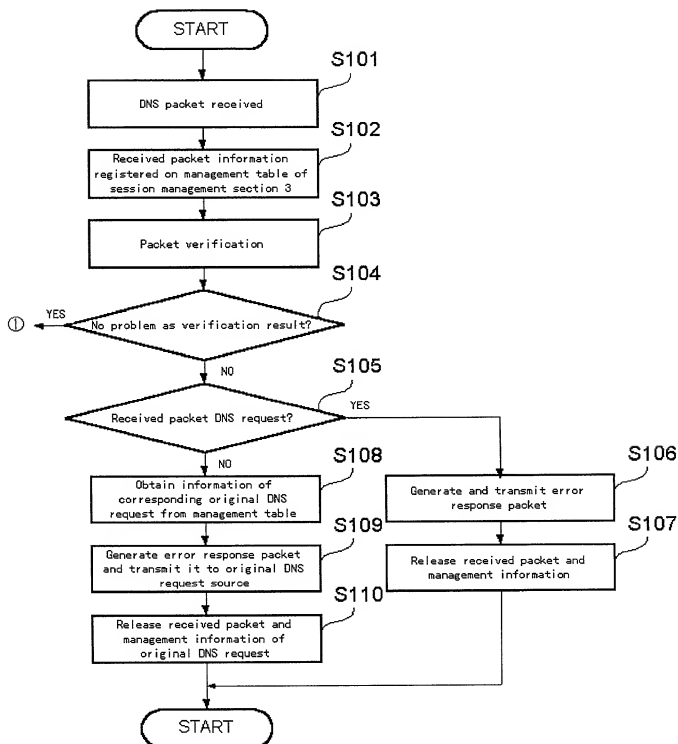 START
S101
DNS packet received
S102
Received packet information
registered on management table of
session management section 3
S103
Packet verification
S104
① YES
No problem as verification result?
NO
S105
Received packet DNS request?
YES
NO
S108
Obtain information of
corresponding original DNS
request from management table
S106
Generate and transmit error
response packet
S109
Generate error response packet
and transmit it to original DNS
request source
S107
Release received packet and
management information
S110
Release received packet and
management information of
original DNS request
START